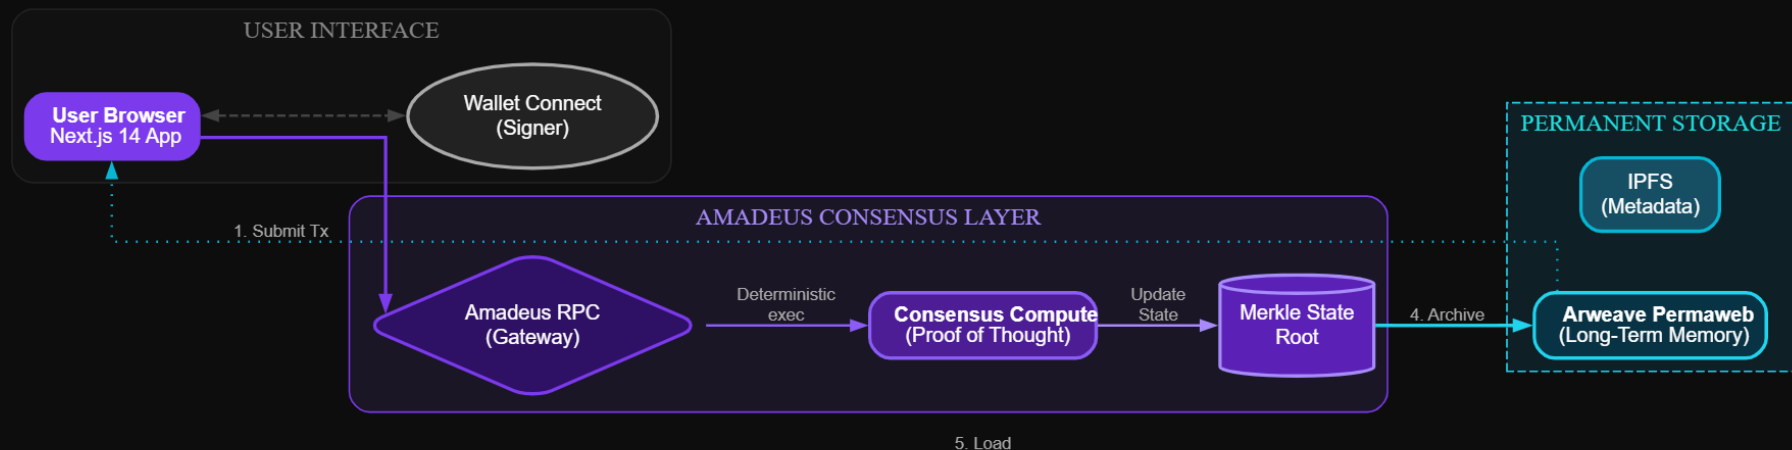 USER INTERFACE
User Browser
Next.js 14 App
Wallet Connect
(Signer)
PERMANENT STORAGE
IPFS
(Metadata)
AMADEUS CONSENSUS LAYER
1. Submit Tx
Amadeus RPC
(Gateway)
Deterministic
exec
Consensus Compute
(Proof of Thought)
Update
State
Merkle State
Root
4. Archive
Arweave Permaweb
(Long-Term Memory)
5. Load